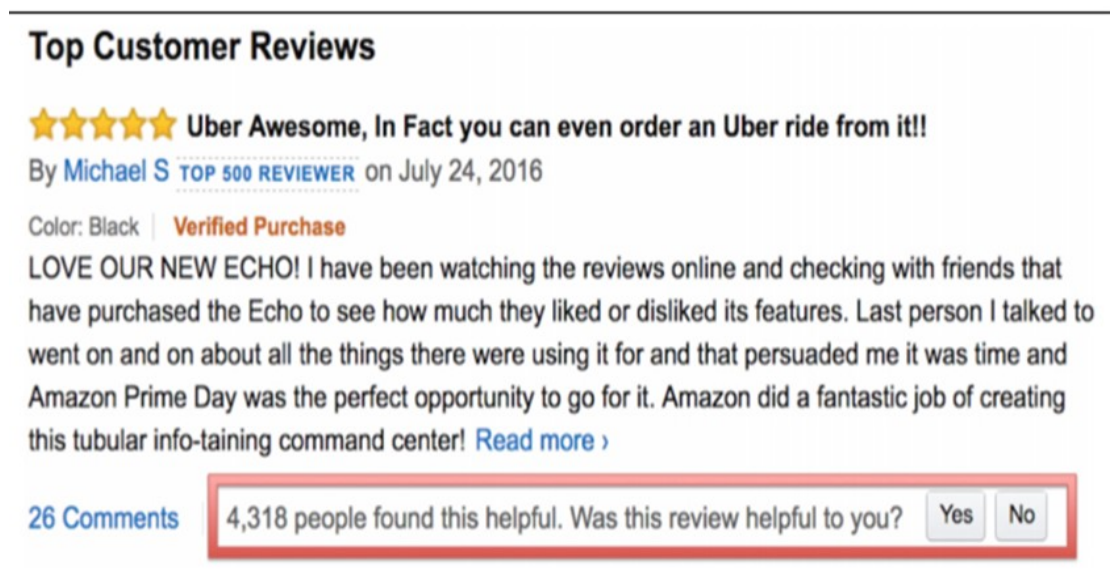 Top Customer Reviews
Uber Awesome, In Fact you can even order an Uber ride from it!!
By Michael S TOP 500 REVIEWER on July 24, 2016
Color: Black Verified Purchase
LOVE OUR NEW ECHO! I have been watching the reviews online and checking with friends that
have purchased the Echo to see how much they liked or disliked its features. Last person I talked to
went on and on about all the things there were using it for and that persuaded me it was time and
Amazon Prime Day was the perfect opportunity to go for it. Amazon did a fantastic job of creating
this tubular info-taining command center! Read more ›
26 Comments 4,318 people found this helpful. Was this review helpful to you? Yes No